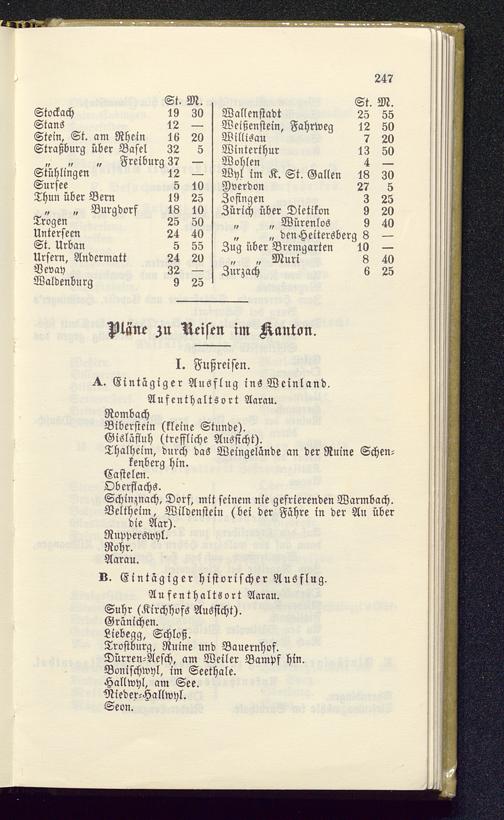 247
St. M.
Stockach 19 30
Stans 12 —
Stein, St. am Rhein 16 20
Straßburg über Basel 32 5
„ „ „ Freiburg 37 —
Stühlingen 12 —
Sursee 5 10
Thun über Bern 19 25
„ „ Burgdorf 18 10
Trogen 25 50
Unterseen 24 40
St. Urban 5 55
Ursern, Andermatt 24 20
Vevay 32 —
Waldenburg 9 25
St. M.
Wallenstadt 25 55
Weißenstein, Fahrweg 12 50
Willisau 7 20
Winterthur 13 50
Wohlen 4 —
Wyl im K. St. Gallen 18 30
Yverdon 27 5
Zofingen 3 25
Zürich über Dietikon 9 20
„ „ Würenlos 9 40
„ „ den Heitersberg 8 —
Zug über Bremgarten 10 —
„ „ Muri 8 40
Zurzach 6 25
Pläne zu Reisen im Kanton.
I. Fußreisen.
A. Eintägiger Ausflug ins Weinland.
Aufenthaltsort Aarau.
Rombach
Biberstein (kleine Stunde).
Gisläfluh (treffliche Aussicht).
Thalheim, durch das Weingelände an der Ruine Schen-
kenberg hin.
Castelen.
Oberflachs.
Schinznach, Dorf, mit seinem nie gefrierenden Warmbach.
Veltheim, Wildenstein (bei der Fähre in der Au über
die Aar).
Rupperswyl.
Rohr.
Aarau.
B. Eintägiger historischer Ausflug.
Aufenthaltsort Aarau.
Suhr (Kirchhofs Aussicht).
Gränichen.
Liebegg, Schloß.
Trostburg, Ruine und Bauernhof.
Dürren-Aesch, am Weiler Bampf hin.
Bonischwyl, im Seethale.
Hallwyl, am See.
Nieder-Hallwyl.
Seon.